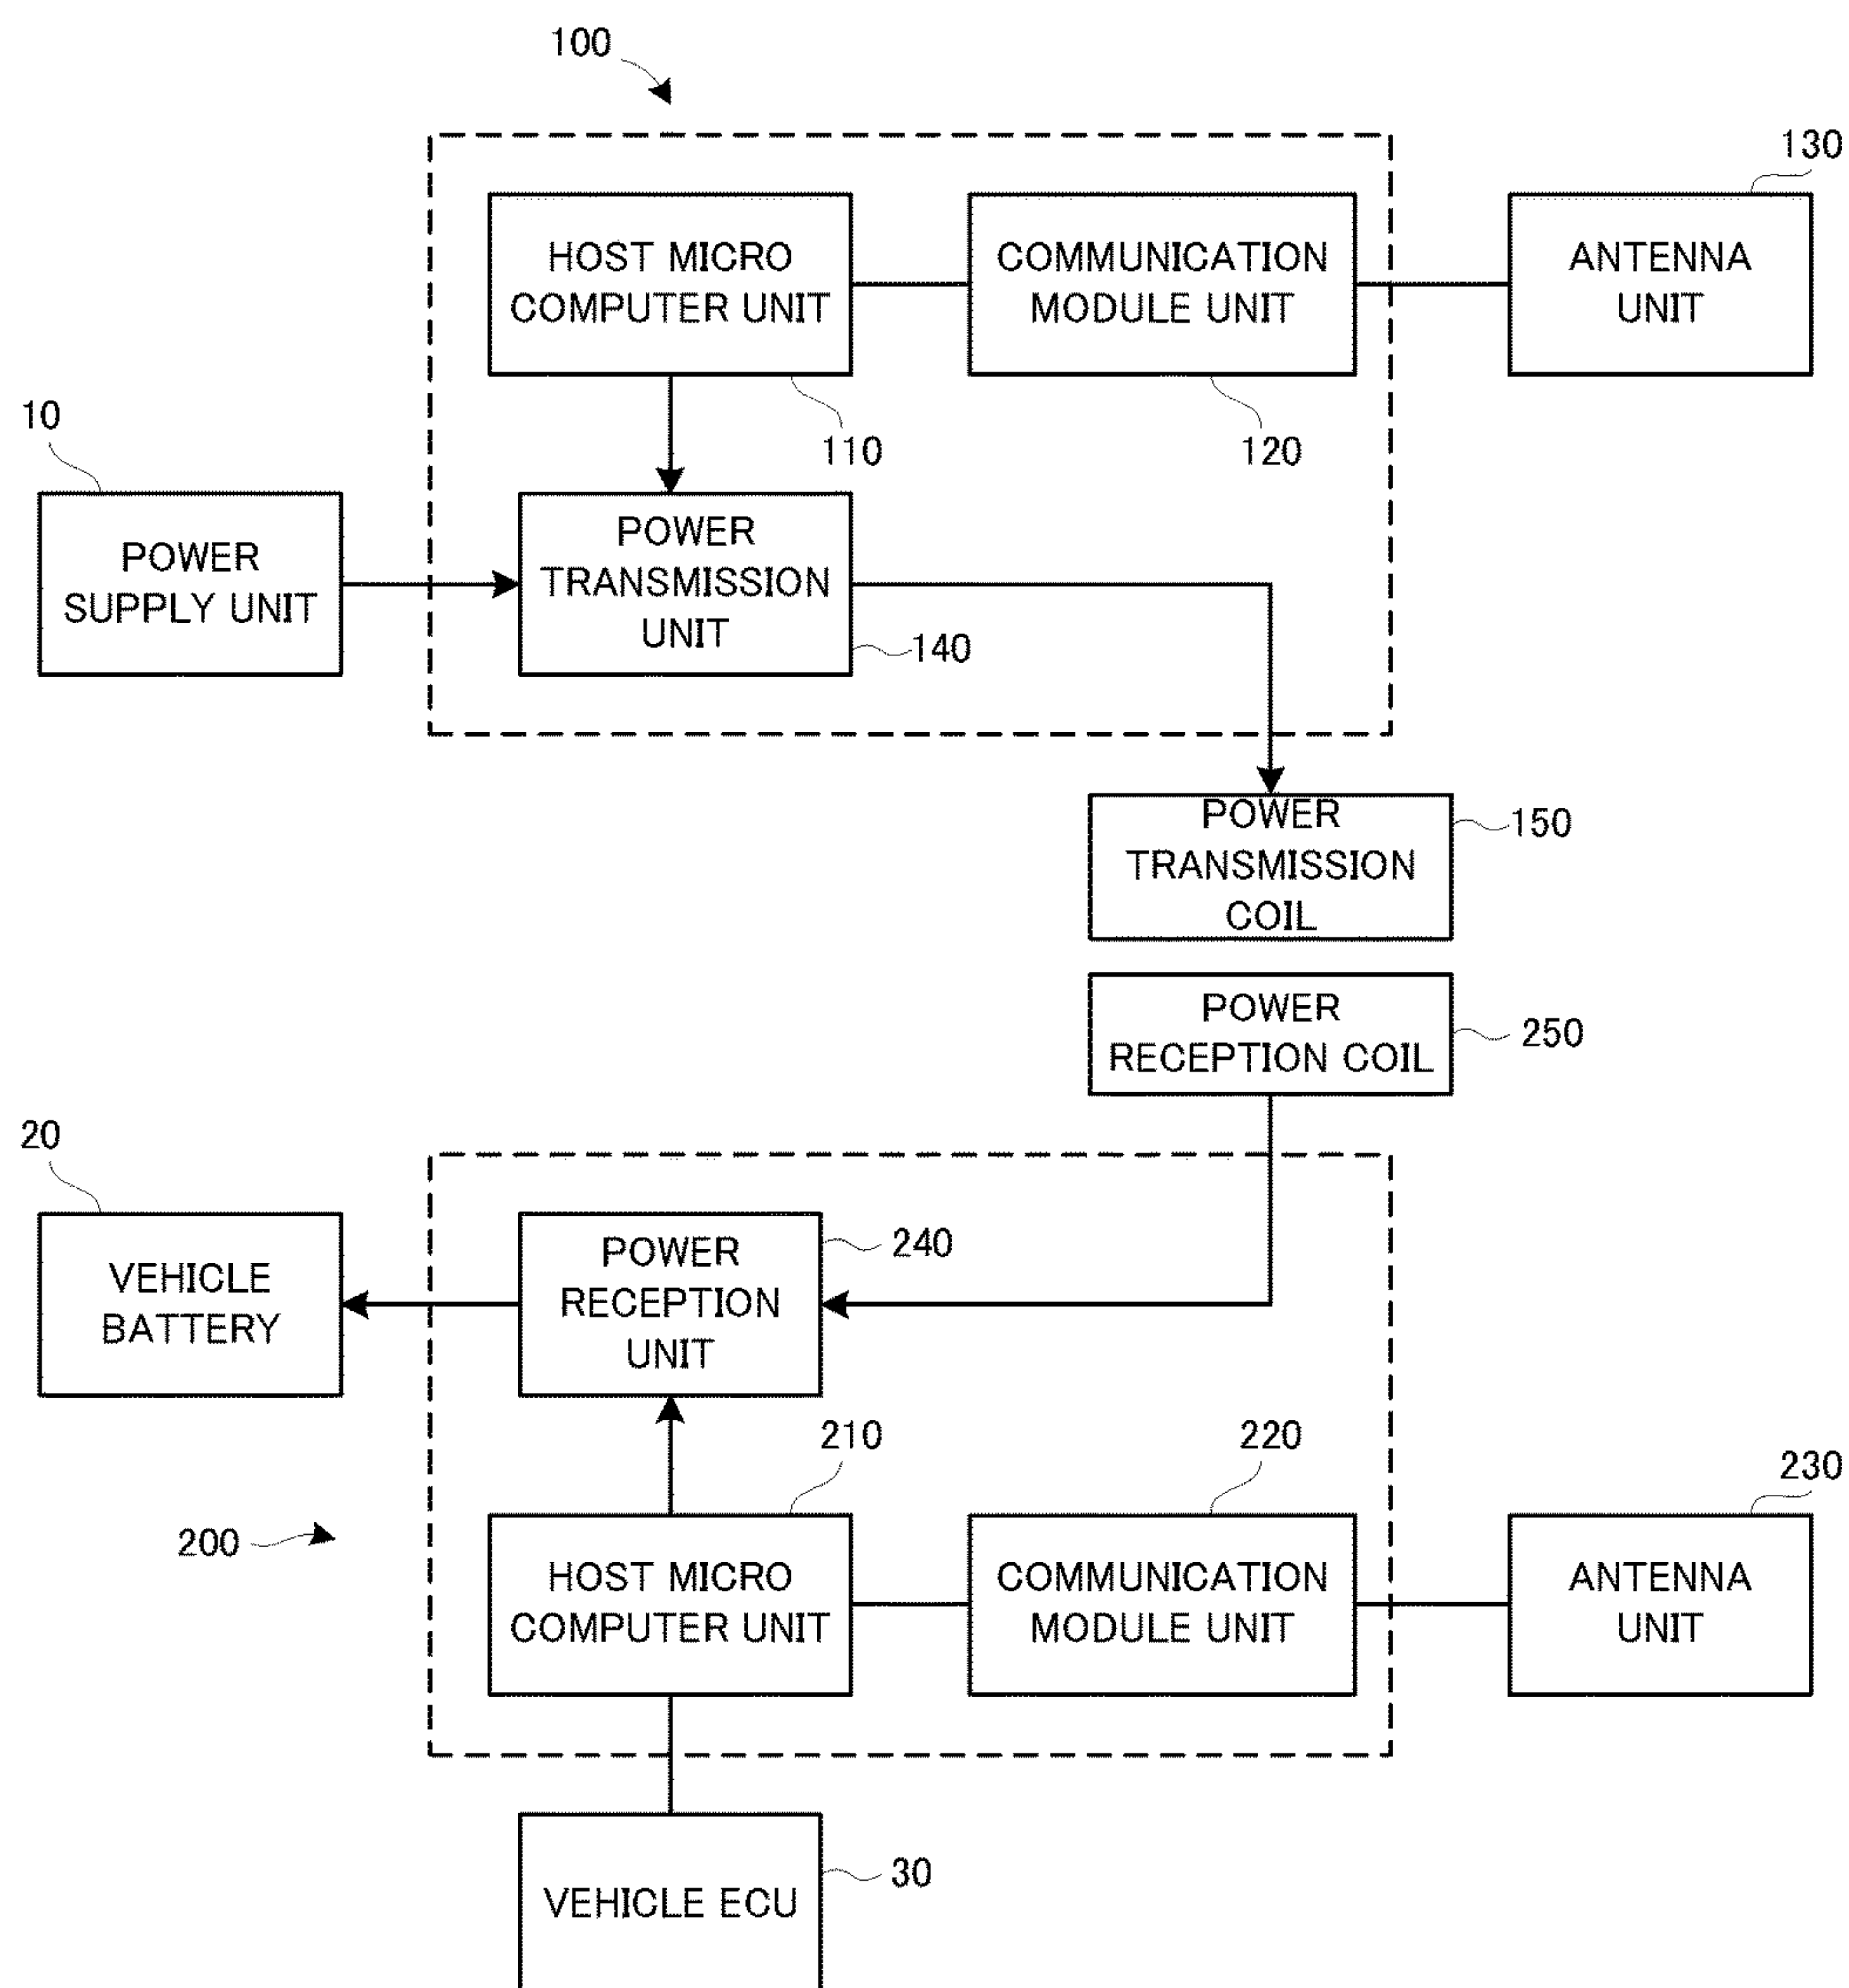 100
130
HOST MICRO
COMPUTER UNIT
COMMUNICATION
MODULE UNIT
ANTENNA
UNIT
110
120
10
POWER
SUPPLY UNIT
POWER
TRANSMISSION
UNIT
140
POWER
TRANSMISSION
COIL
150
POWER
RECEPTION COIL
250
20
VEHICLE
BATTERY
POWER
RECEPTION
UNIT
240
210
220
230
200
HOST MICRO
COMPUTER UNIT
COMMUNICATION
MODULE UNIT
ANTENNA
UNIT
VEHICLE ECU
30